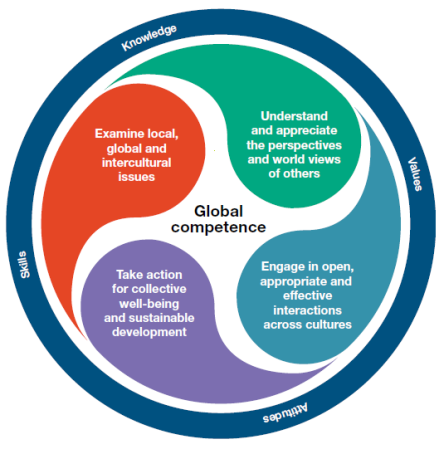 Knowledge
Understand
and appreciate
the perspectives
and world views
of others
Examine local,
global and
intercultural
issues
Values
Global
competence
Skills
Take action
for collective
well-being
and sustainable
development
Engage in open,
appropriate and
effective
interactions
across cultures
Attitudes